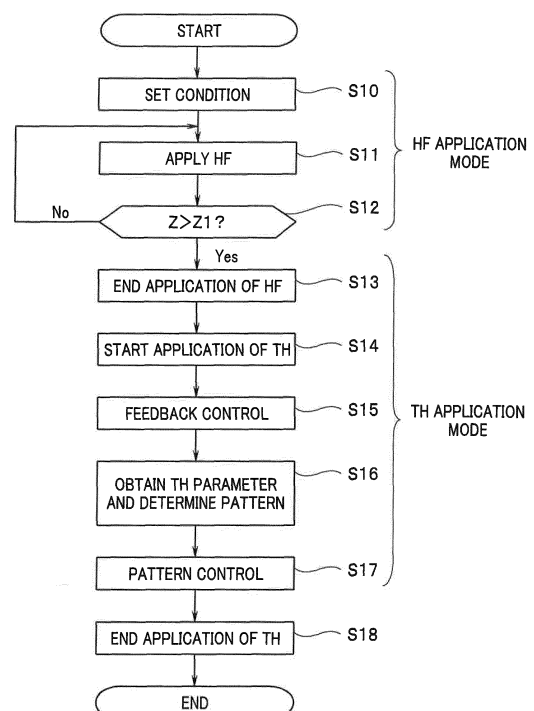 START
SET CONDITION
S10
APPLY HF
S11
HF APPLICATION
MODE
No
Z>Z1?
S12
Yes
END APPLICATION OF HF
S13
START APPLICATION OF TH
S14
FEEDBACK CONTROL
S15
TH APPLICATION
MODE
OBTAIN TH PARAMETER
AND DETERMINE PATTERN
S16
PATTERN CONTROL
S17
END APPLICATION OF TH
S18
END